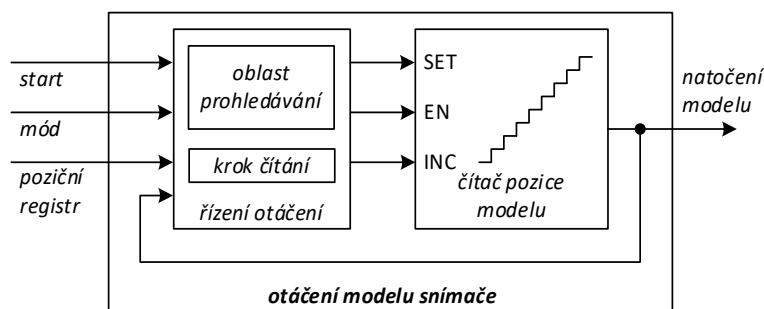 start
mód
poziční
registr
oblast
prohledávání
krok čítání
řízení otáčení
SET
EN
INC
čítač pozice
modelu
natočení
modelu
otáčení modelu snímače